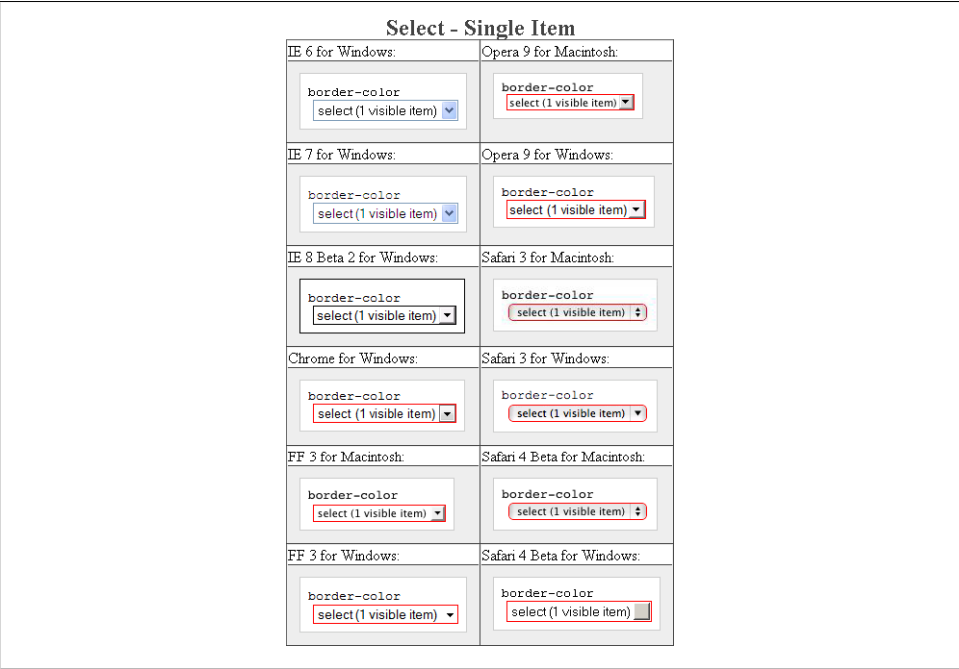 Select - Single Item
IE 6 for Windows:
Opera 9 for Macintosh:
border-color
select (1 visible item)
border-color
select (1 visible item)
IE 7 for Windows:
Opera 9 for Windows:
border-color
select (1 visible item)
border-color
select (1 visible item)
IE 8 Beta 2 for Windows:
Safari 3 for Macintosh:
border-color
select (1 visible item)
border-color
select (1 visible item)
Chrome for Windows:
Safari 3 for Windows:
border-color
select (1 visible item)
border-color
select (1 visible item)
FF 3 for Macintosh:
Safari 4 Beta for Macintosh:
border-color
select (1 visible item)
border-color
select (1 visible item)
FF 3 for Windows:
Safari 4 Beta for Windows:
border-color
select (1 visible item)
border-color
select (1 visible item)